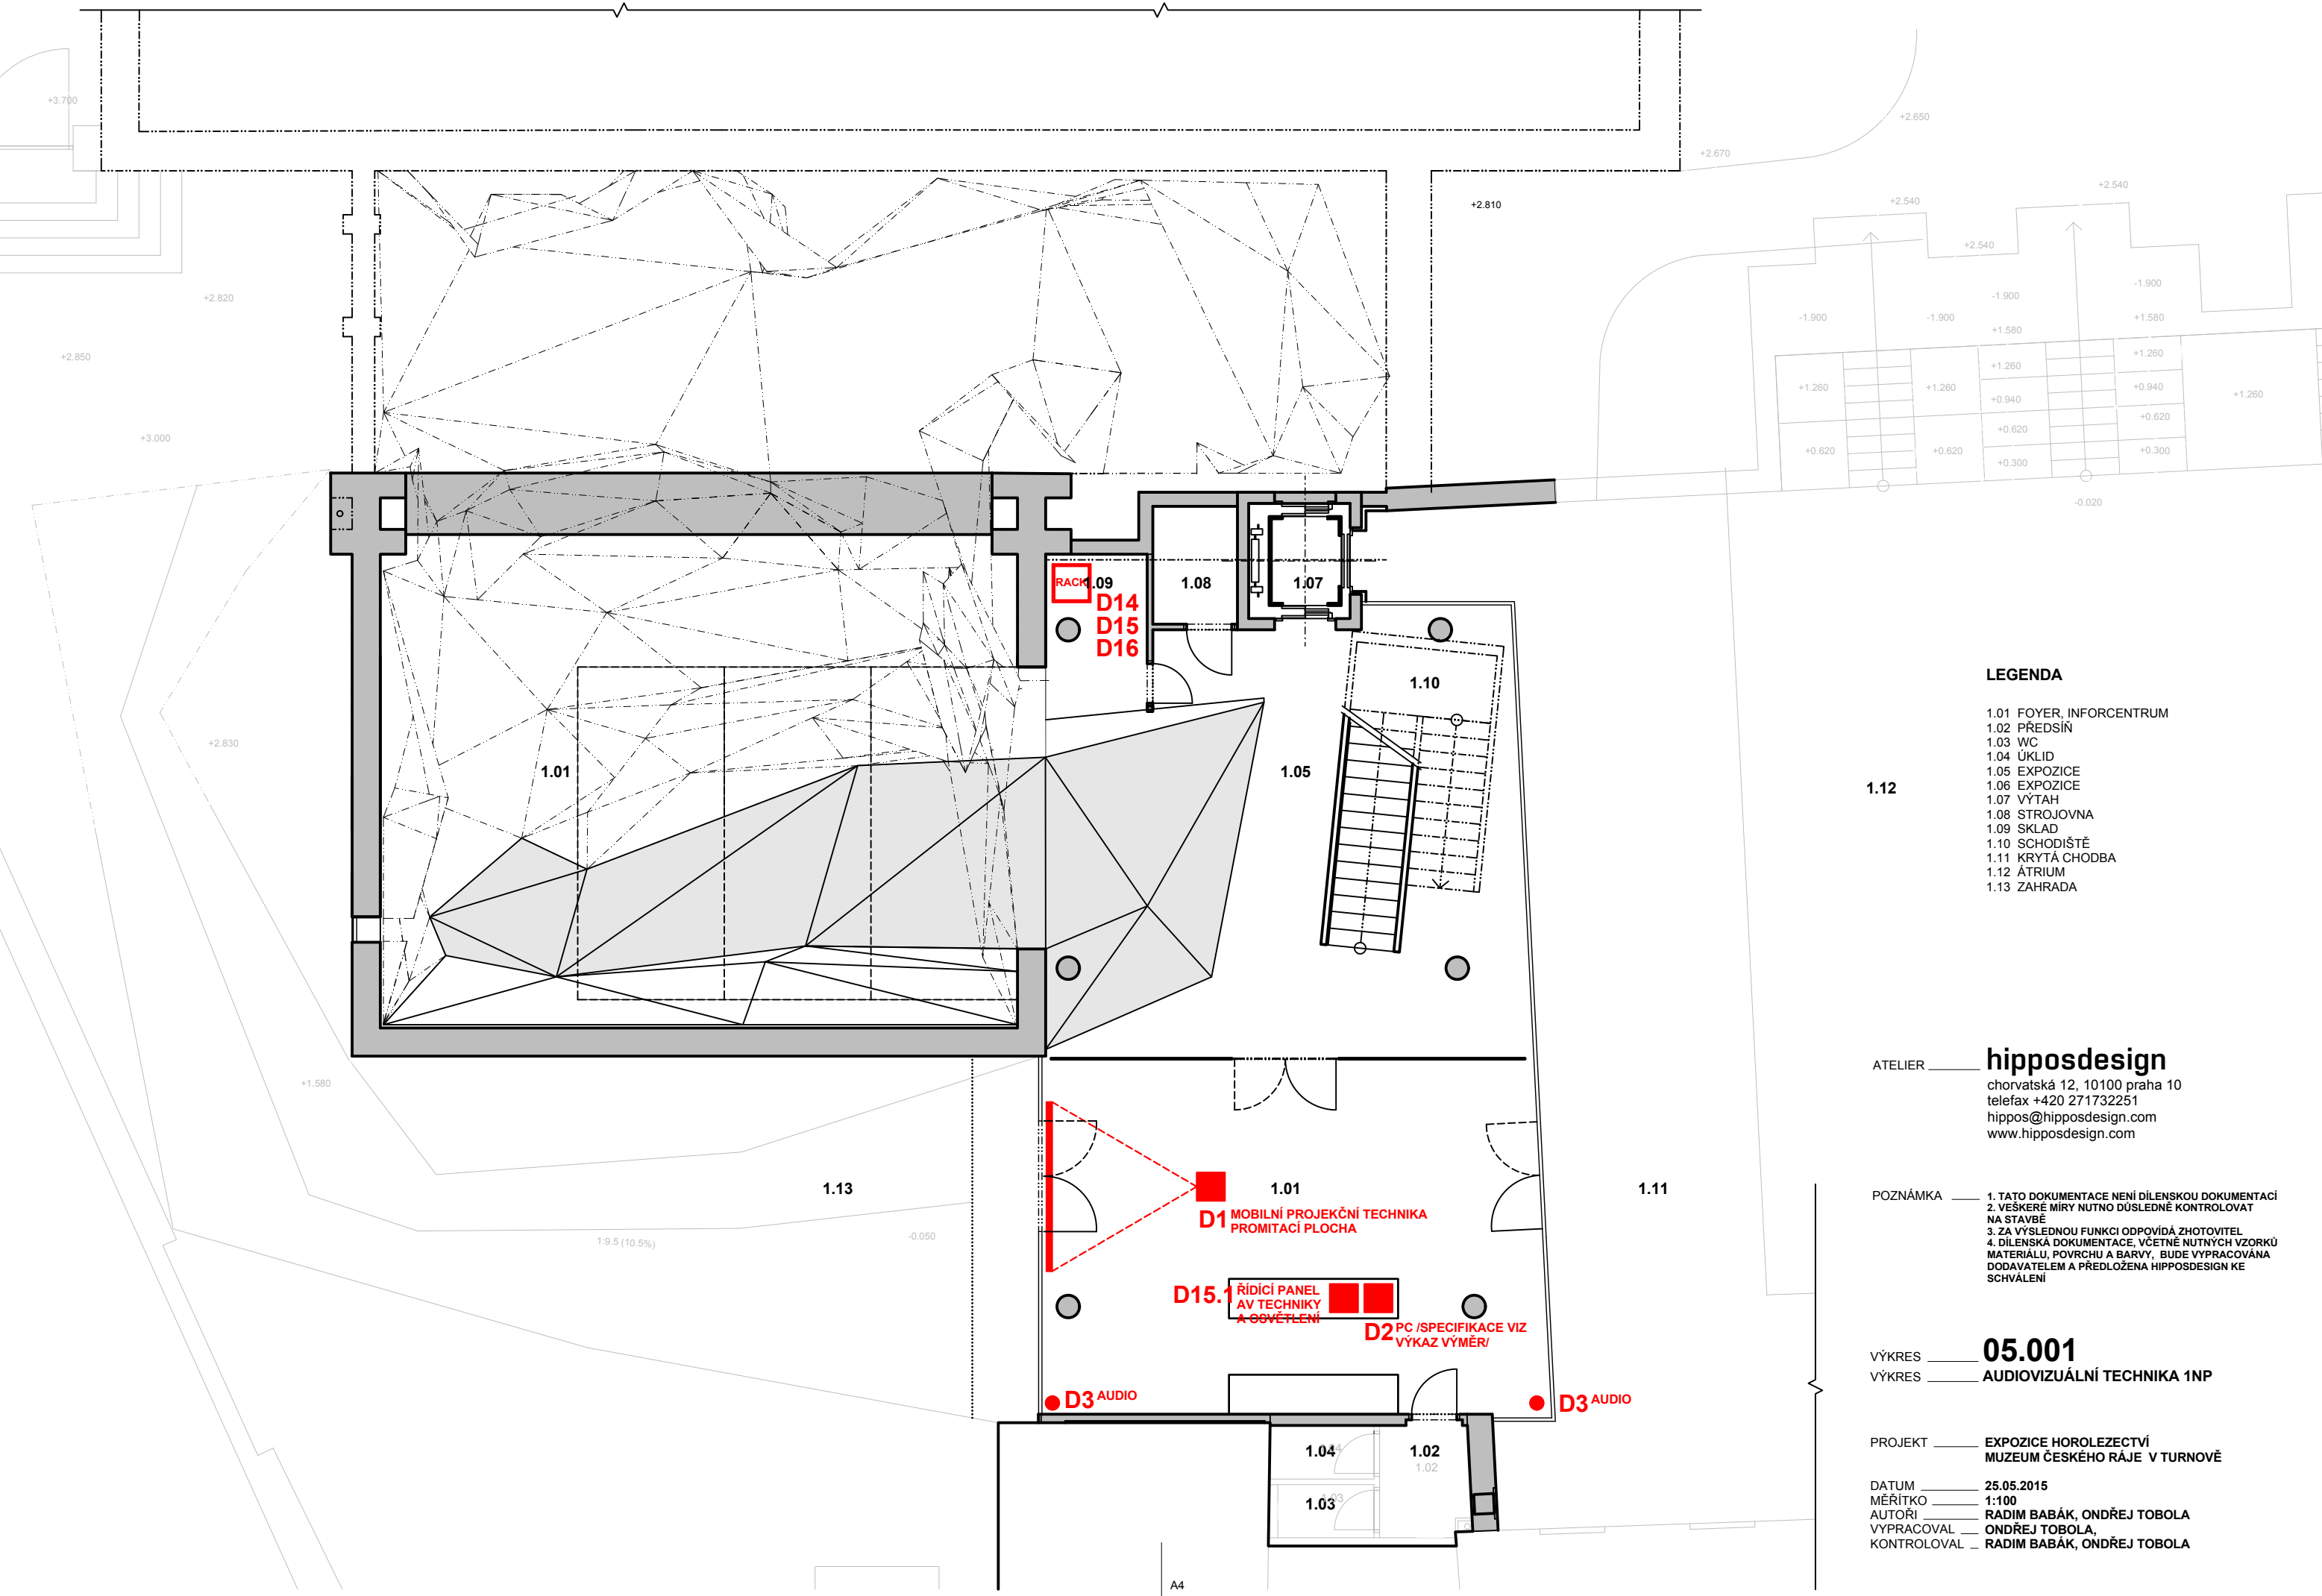 +3.700
+2.650
+2.670
+2.540
+2.810
+2.540
+2.540
+2.820
-1.900
-1.900
-1.900
-1.900
+1.580
+1.580
+2.850
+1.260
+1.260
+1.260
+1.260
+0.940
+0.940
+1.260
+3.000
+0.620
+0.620
+0.620
+0.620
+0.300
+0.300
-0.020
RACK
1.09
1.08
1.07
D14
D15
D16
1.10
+2.830
1.01
1.05
1.12
LEGENDA
1.01 FOYER, INFORCENTRUM
1.02 PŘEDSÍŇ
1.03 WC
1.04 ÚKLID
1.05 EXPOZICE
1.06 EXPOZICE
1.07 VÝTAH
1.08 STROJOVNA
1.09 SKLAD
1.10 SCHODIŠTĚ
1.11 KRYTÁ CHODBA
1.12 ÁTRIUM
1.13 ZAHRADA
+1.580
ATELIER hipposdesign
chorvatská 12, 10100 praha 10
telefax +420 271732251
hippos@hipposdesign.com
www.hipposdesign.com
1.13
1.01
1.11
D1 MOBILNÍ PROJEKČNÍ TECHNIKA
PROMITACÍ PLOCHA
1:9.5 (10.5%)
-0.050
POZNÁMKA 1. TATO DOKUMENTACE NENÍ DÍLENSKOU DOKUMENTACÍ
2. VEŠKERÉ MÍRY NUTNO DŮSLEDNĚ KONTROLOVAT
NA STAVBĚ
3. ZA VÝSLEDNOU FUNKCI ODPOVÍDÁ ZHOTOVITEL
4. DÍLENSKÁ DOKUMENTACE, VČETNĚ NUTNÝCH VZORKŮ
MATERIÁLU, POVRCHU A BARVY, BUDE VYPRACOVÁNA
DODAVATELEM A PŘEDLOŽENA HIPPOSDESIGN KE
SCHVÁLENÍ
D15.1 ŘÍDÍCÍ PANEL
AV TECHNIKY
A OSVĚTLENÍ
D2 PC /SPECIFIKACE VIZ
VÝKAZ VÝMĚR/
D3 AUDIO
D3 AUDIO
VÝKRES 05.001
VÝKRES AUDIOVIZUÁLNÍ TECHNIKA 1NP
1.04
1.02
1.02
1.03
PROJEKT EXPOZICE HOROLEZECTVÍ
MUZEUM ČESKÉHO RÁJE V TURNOVĚ
DATUM 25.05.2015
MĚŘÍTKO 1:100
AUTOŘI RADIM BABÁK, ONDŘEJ TOBOLA
VYPRACOVAL ONDŘEJ TOBOLA,
KONTROLOVAL RADIM BABÁK, ONDŘEJ TOBOLA
A4